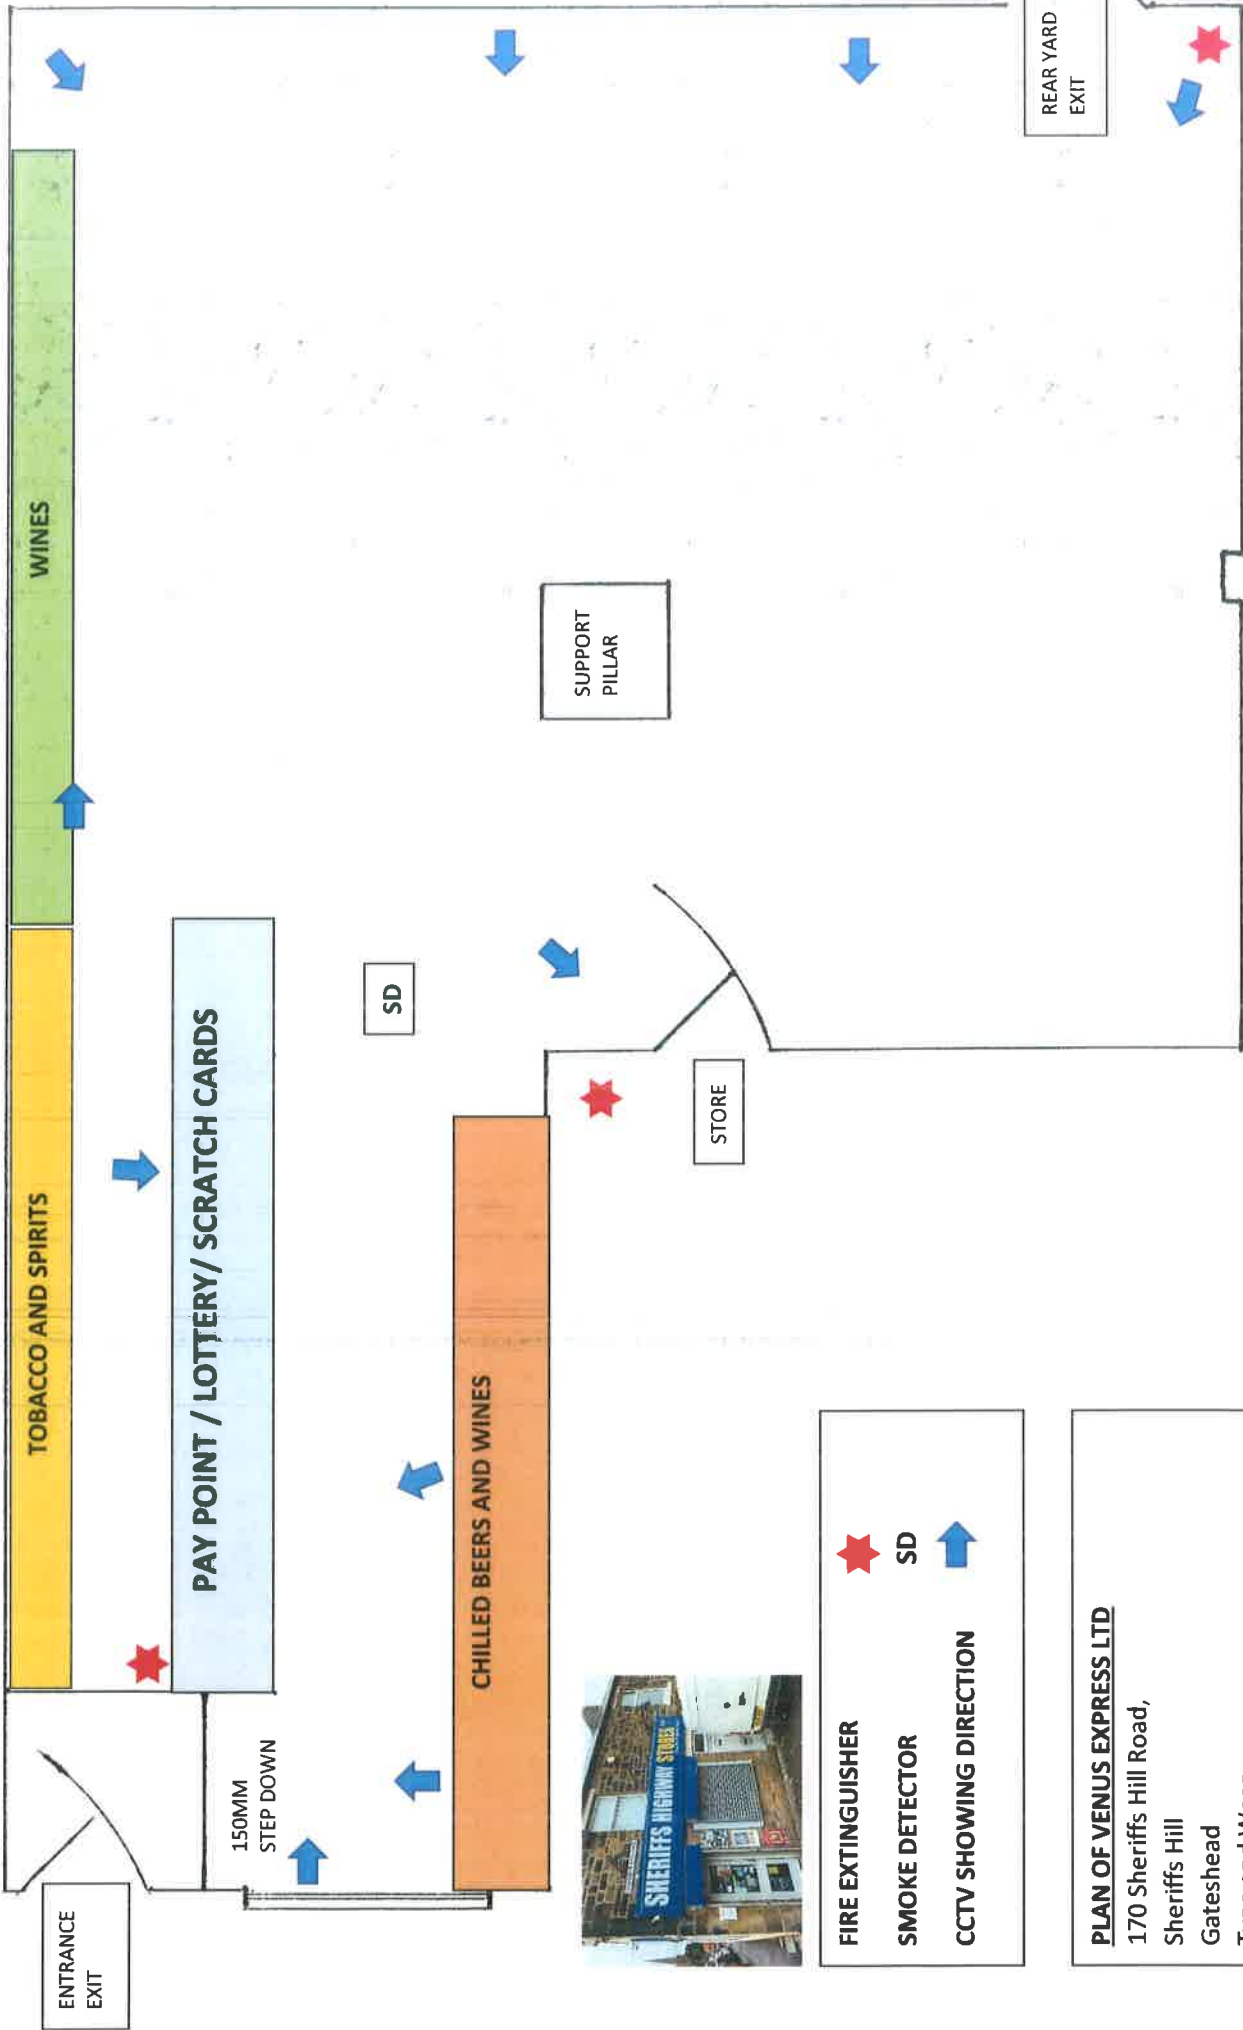 ENTRANCE
EXIT
TOBACCO AND SPIRITS
WINES
PAY POINT / LOTTERY/ SCRATCH CARDS
150MM
STEP DOWN
SD
CHILLED BEERS AND WINES
SUPPORT
PILLAR
STORE
REAR YARD
EXIT
SHERIFFS HIGHWAY STORES
FIRE EXTINGUISHER
SMOKE DETECTOR SD
CCTV SHOWING DIRECTION
PLAN OF VENUS EXPRESS LTD
170 Sheriffs Hill Road,
Sheriffs Hill
Gateshead